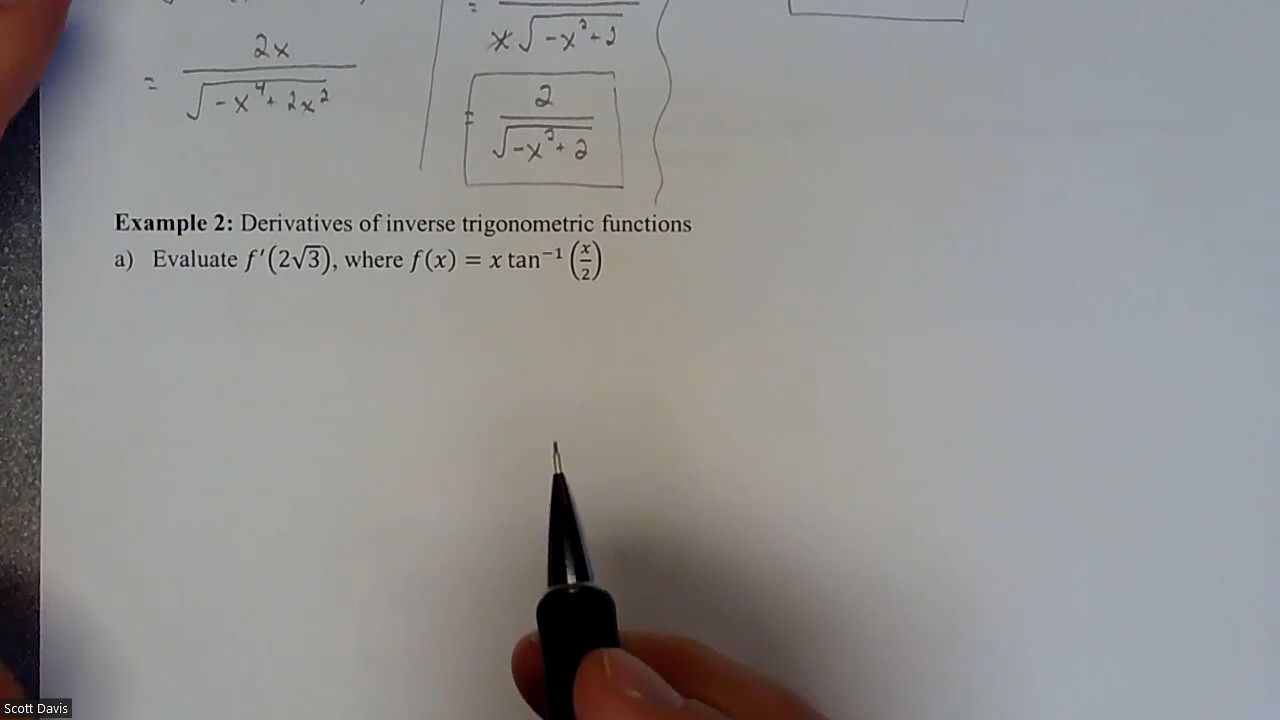 2x
= √(-x⁴ + 2x²)
=
x √(-x² + 2)
2
= √(-x² + 2)
Example 2: Derivatives of inverse trigonometric functions
a) Evaluate f′(2√3), where f(x) = x tan⁻¹ (x/2)
Scott Davis